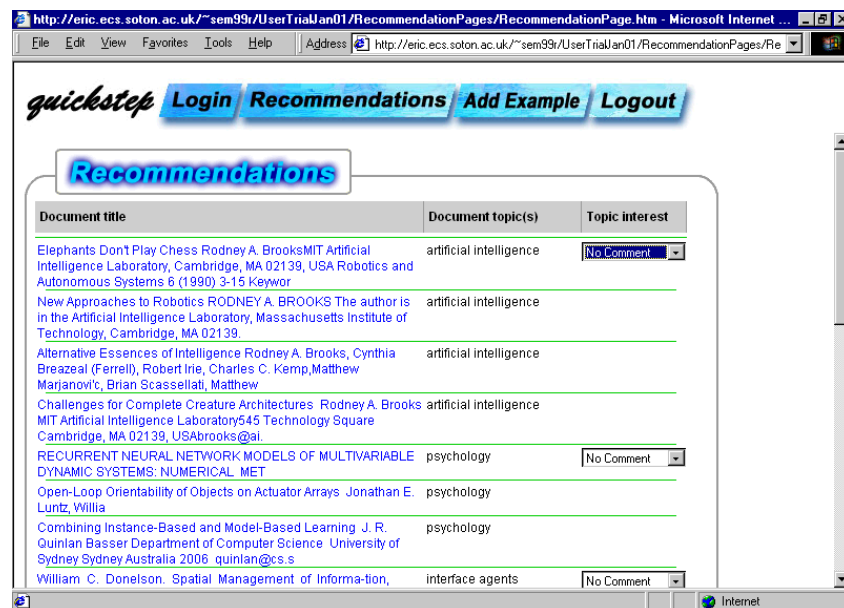 http://eric.ecs.soton.ac.uk/~sem99r/UserTrialJan01/RecommendationPages/RecommendationPage.htm - Microsoft Internet ...
File Edit View Favorites Tools Help Address http://eric.ecs.soton.ac.uk/~sem99r/UserTrialJan01/RecommendationPages/Re
quickstep Login Recommendations Add Example Logout
Recommendations
Document title Document topic(s) Topic interest
Elephants Don't Play Chess Rodney A. BrooksMIT Artificial artificial intelligence No Comment
Intelligence Laboratory, Cambridge, MA 02139, USA Robotics and
Autonomous Systems 6 (1990) 3-15 Keywor
New Approaches to Robotics RODNEY A. BROOKS The author is artificial intelligence
in the Artificial Intelligence Laboratory, Massachusetts Institute of
Technology, Cambridge, MA 02139.
Alternative Essences of Intelligence Rodney A. Brooks, Cynthia artificial intelligence
Breazeal (Ferrell), Robert Irie, Charles C. Kemp,Matthew
Marjanovi'c, Brian Scassellati, Matthew
Challenges for Complete Creature Architectures Rodney A. Brooks artificial intelligence
MIT Artificial Intelligence Laboratory545 Technology Square
Cambridge, MA 02139, USAbrooks@ai.
RECURRENT NEURAL NETWORK MODELS OF MULTIVARIABLE psychology No Comment
DYNAMIC SYSTEMS: NUMERICAL MET
Open-Loop Orientability of Objects on Actuator Arrays Jonathan E. psychology
Luntz, Willia
Combining Instance-Based and Model-Based Learning J. R. psychology
Quinlan Basser Department of Computer Science University of
Sydney Sydney Australia 2006 quinlan@cs.s
William C. Donelson. Spatial Management of Informa-tion, interface agents No Comment
Internet